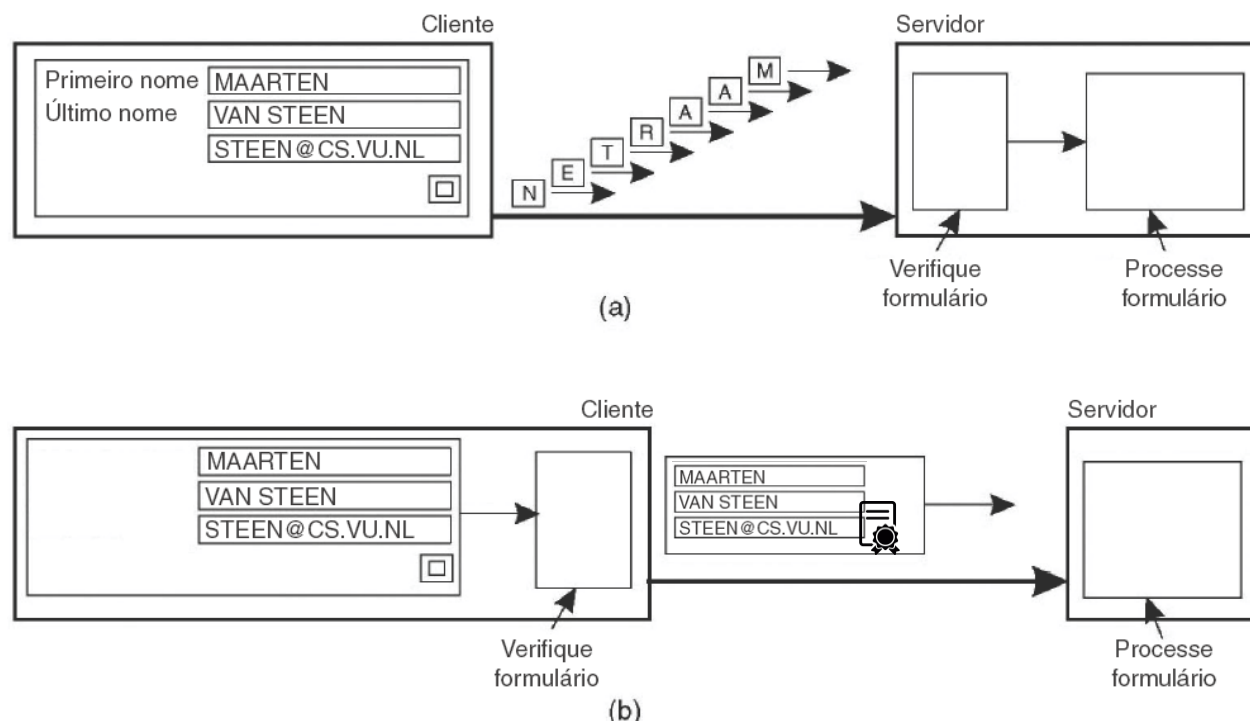 Cliente
Servidor
Primeiro nome MAARTEN
Último nome VAN STEEN
STEEN@CS.VU.NL
M
A
A
R
T
E
N
Verifique
formulário
Processe
formulário
(a)
Cliente
Servidor
MAARTEN
VAN STEEN
STEEN@CS.VU.NL
MAARTEN
VAN STEEN
STEEN@CS.VU.NL
Verifique
formulário
Processe
formulário
(b)